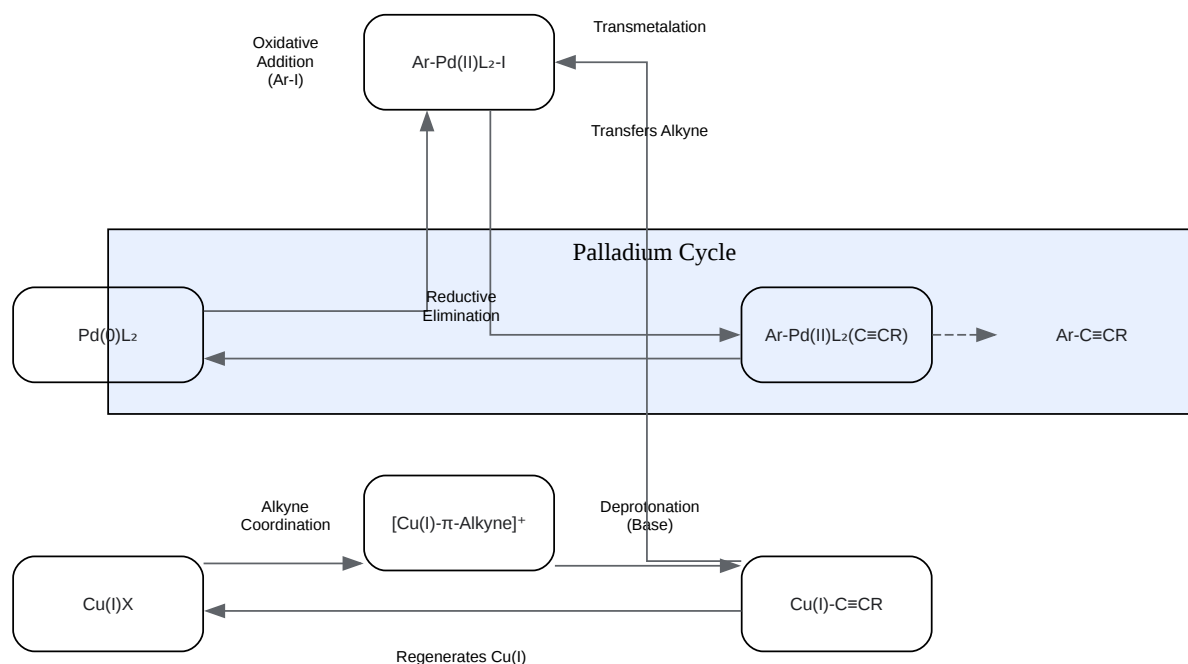 Transmetalation
Oxidative
Addition
(Ar-I)
Ar-Pd(II)L₂-I
Transfers Alkyne
Palladium Cycle
Reductive
Elimination
Pd(0)L₂
Ar-Pd(II)L₂(C≡CR)
Ar-C≡CR
Alkyne
Coordination
[Cu(I)-π-Alkyne]⁺
Deprotonation
(Base)
Cu(I)X
Cu(I)-C≡CR
Regenerates Cu(I)